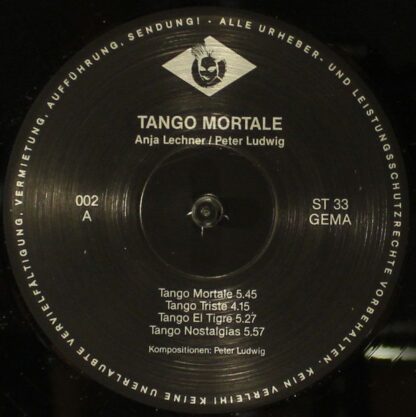 TANGO MORTALE
Anja Lechner / Peter Ludwig
002
A
ST 33
GEMA
Tango Mortale 5.45
Tango Triste 4.15
Tango El Tigre 5.27
Tango Nostalgias 5.57
Kompositionen: Peter Ludwig
ALLE URHEBER- UND LEISTUNGSSCHUTZRECHTE VORBEHALTEN. KEIN VERLEIH! KEINE UNERLAUBTE VERVIELFÄLTIGUNG, VERMIETUNG, AUFFÜHRUNG, SENDUNG! -